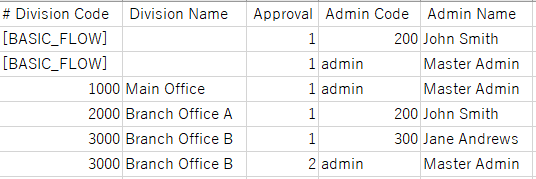 # Division Code Division Name Approval Admin Code Admin Name
[BASIC_FLOW] 1 200 John Smith
[BASIC_FLOW] 1 admin Master Admin
1000 Main Office 1 admin Master Admin
2000 Branch Office A 1 200 John Smith
3000 Branch Office B 1 300 Jane Andrews
3000 Branch Office B 2 admin Master Admin